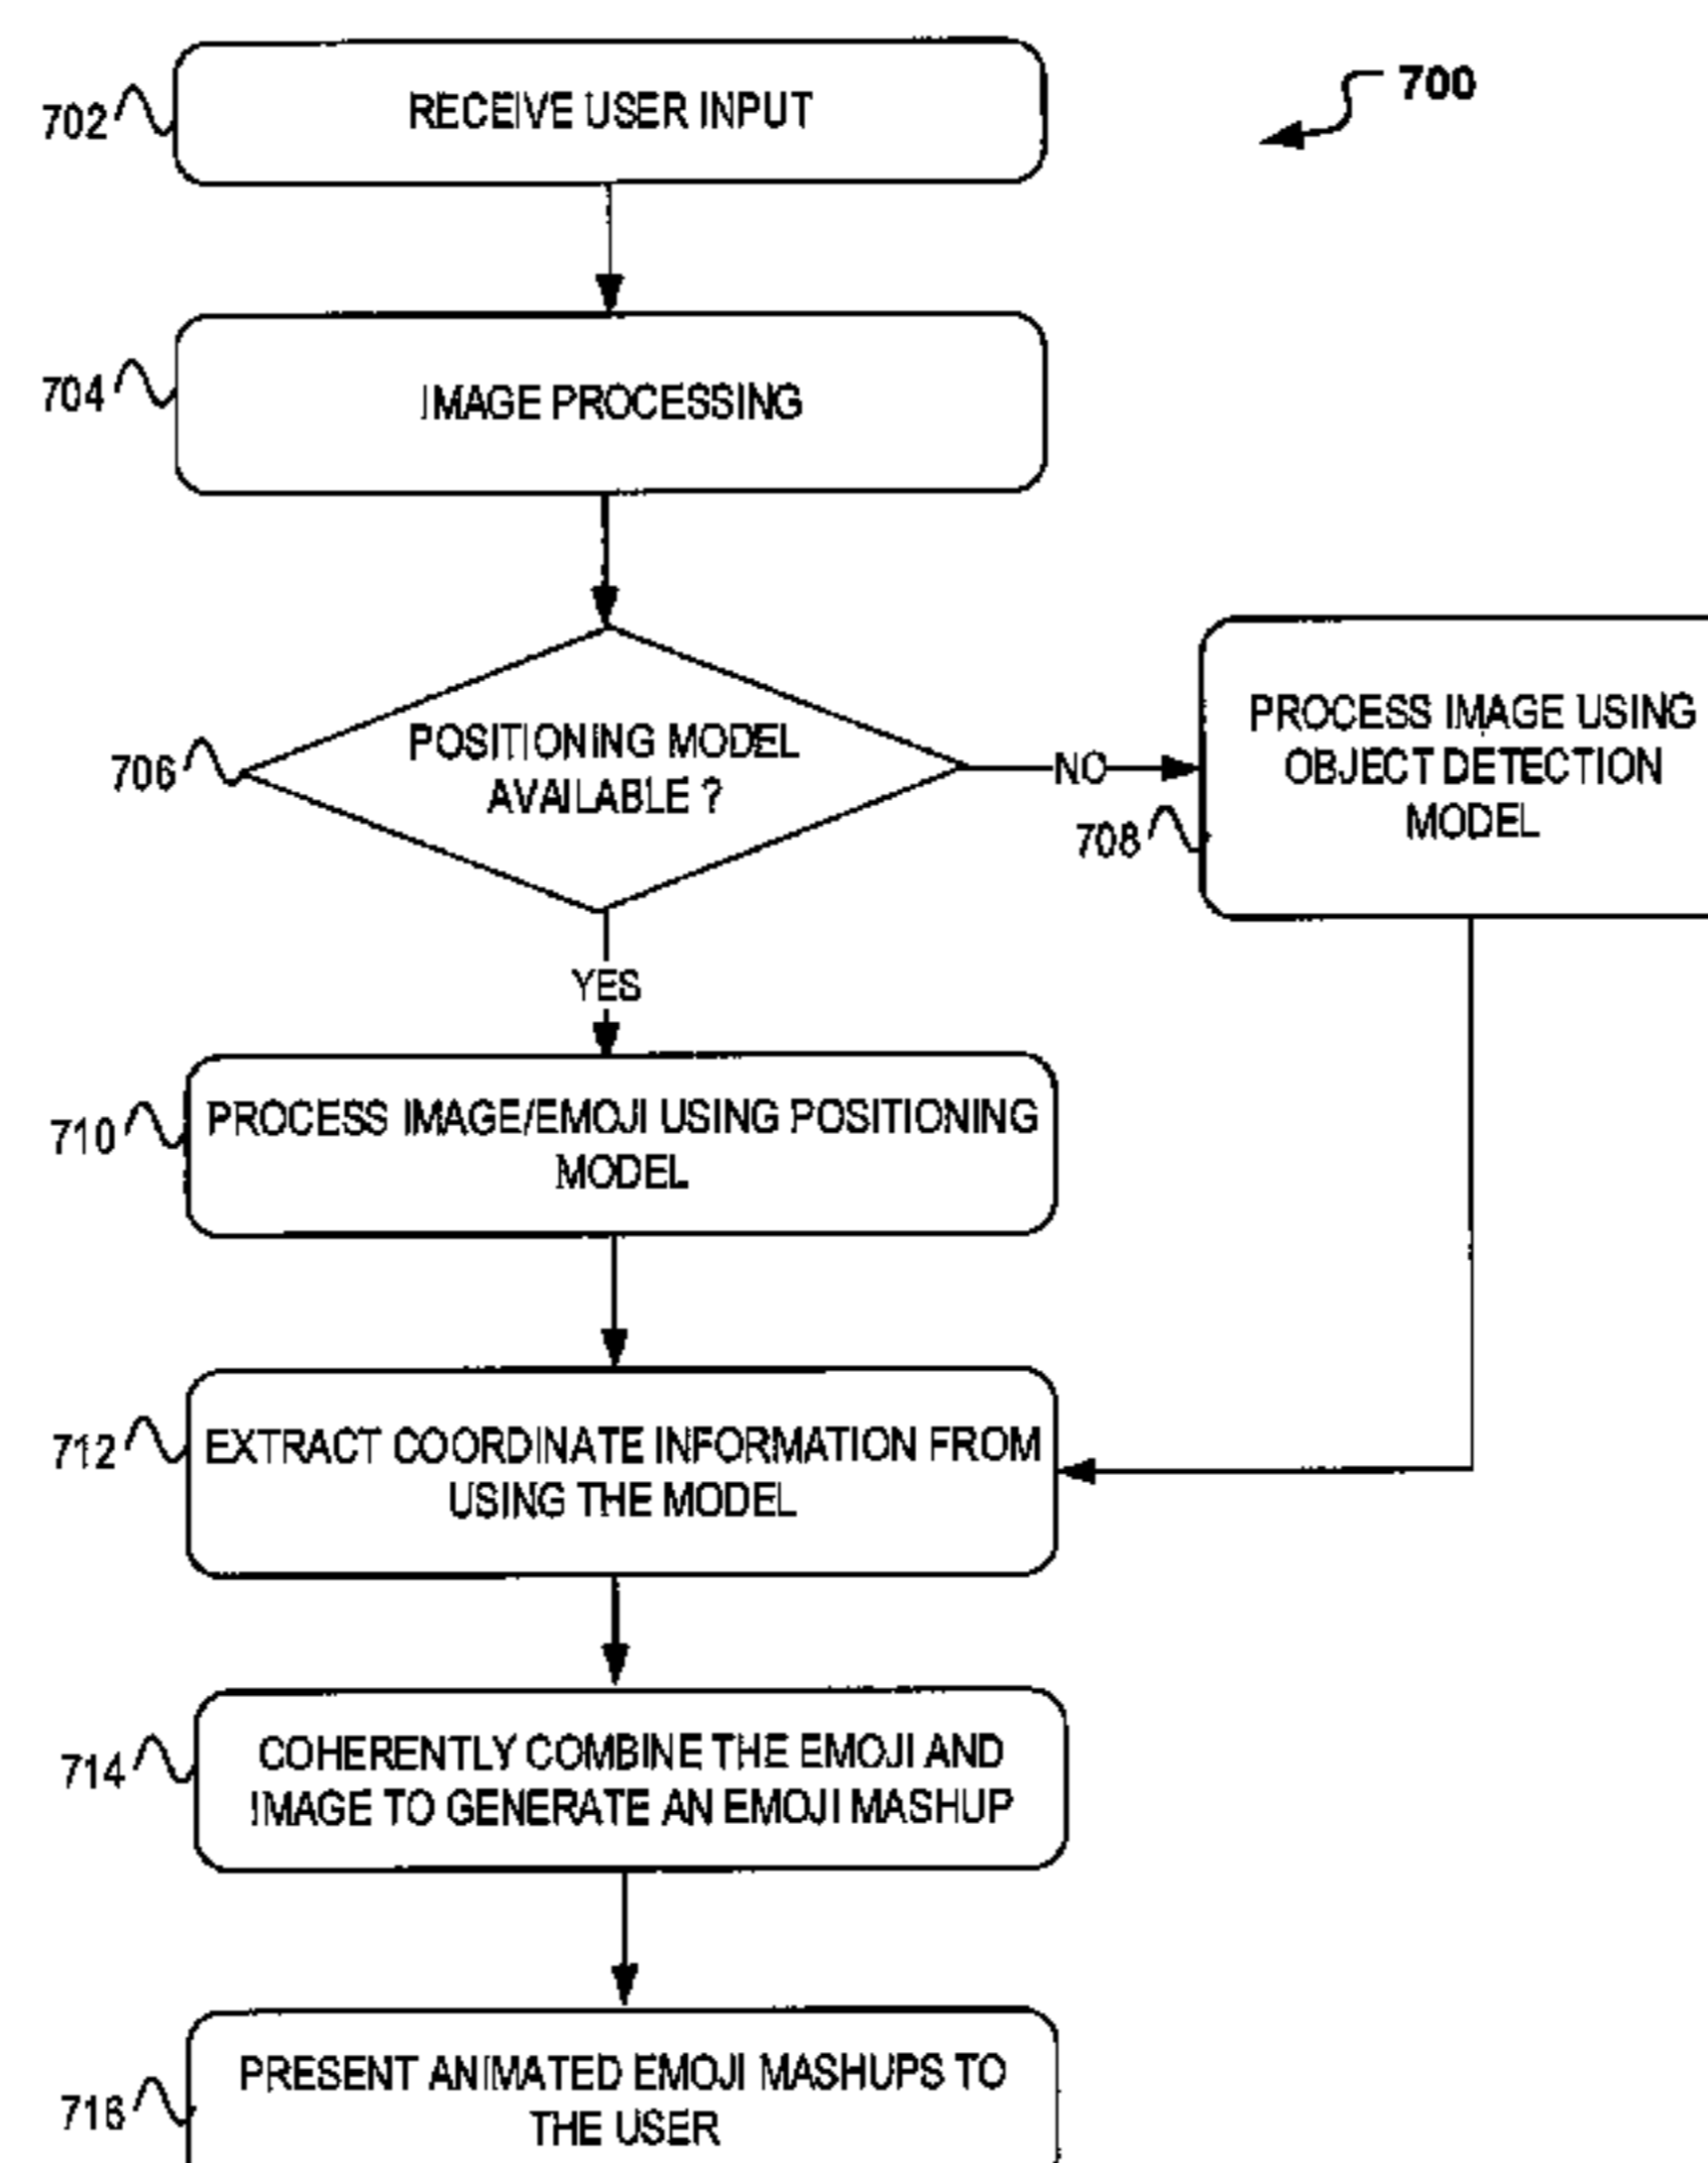 700
702
RECEIVE USER INPUT
704
IMAGE PROCESSING
706
POSITIONING MODEL
AVAILABLE ?
NO
708
PROCESS IMAGE USING
OBJECT DETECTION
MODEL
YES
710
PROCESS IMAGE/EMOJI USING POSITIONING
MODEL
712
EXTRACT COORDINATE INFORMATION FROM
USING THE MODEL
714
COHERENTLY COMBINE THE EMOJI AND
IMAGE TO GENERATE AN EMOJI MASHUP
716
PRESENT ANIMATED EMOJI MASHUPS TO
THE USER